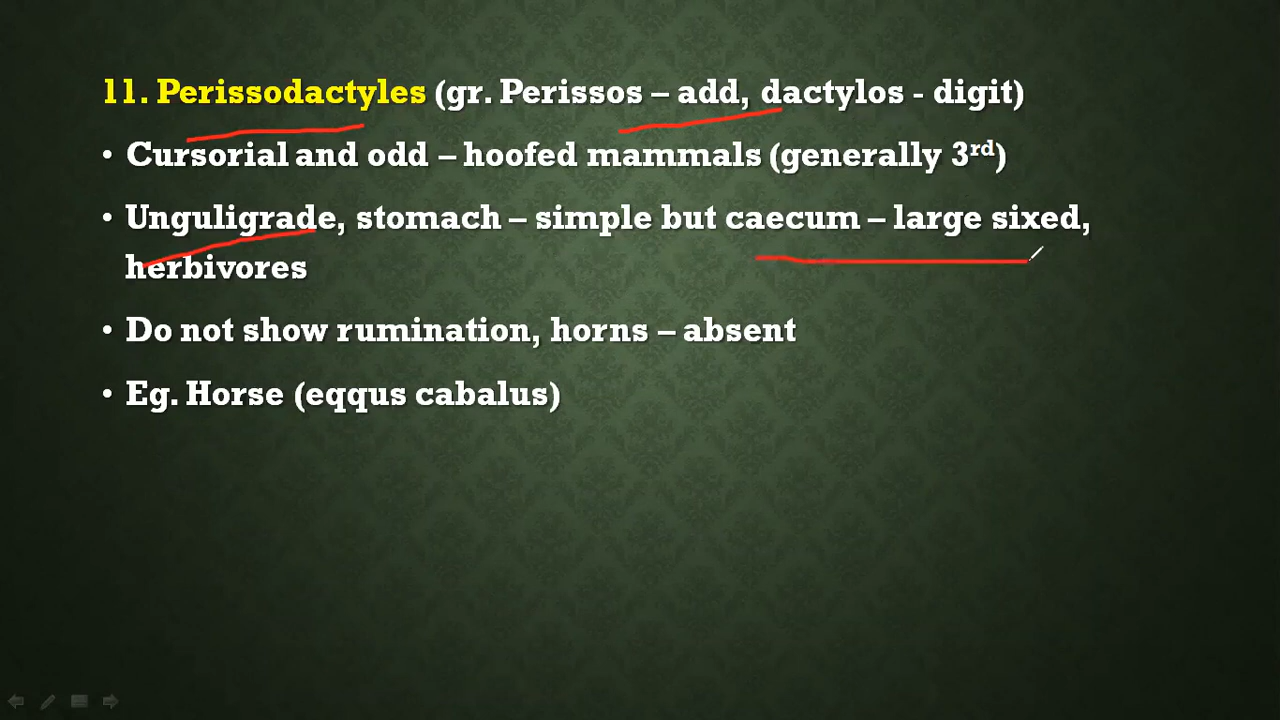 11. Perissodactyles (gr. Perissos – add, dactylos - digit)
• Cursorial and odd – hoofed mammals (generally 3rd)
• Unguligrade, stomach – simple but caecum – large sixed,
herbivores
• Do not show rumination, horns – absent
• Eg. Horse (eqqus cabalus)